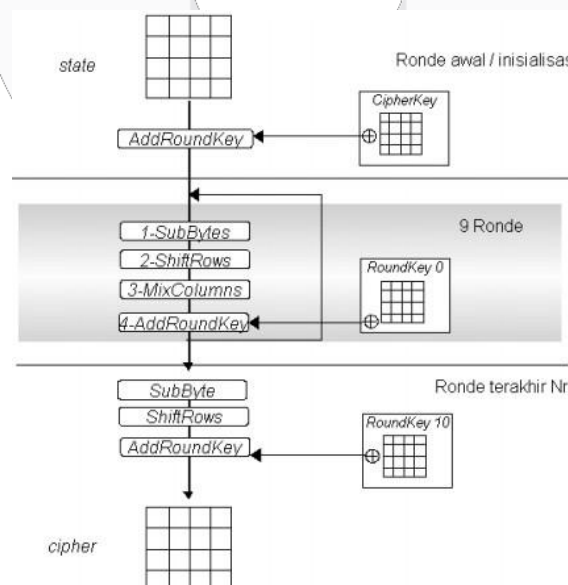 state
Ronde awal / inisialisas
CipherKey
AddRoundKey
9 Ronde
1-SubBytes
2-ShiftRows
RoundKey 0
3-MixColumns
4-AddRoundKey
Ronde terakhir Nr
SubByte
ShiftRows
RoundKey 10
AddRoundKey
cipher